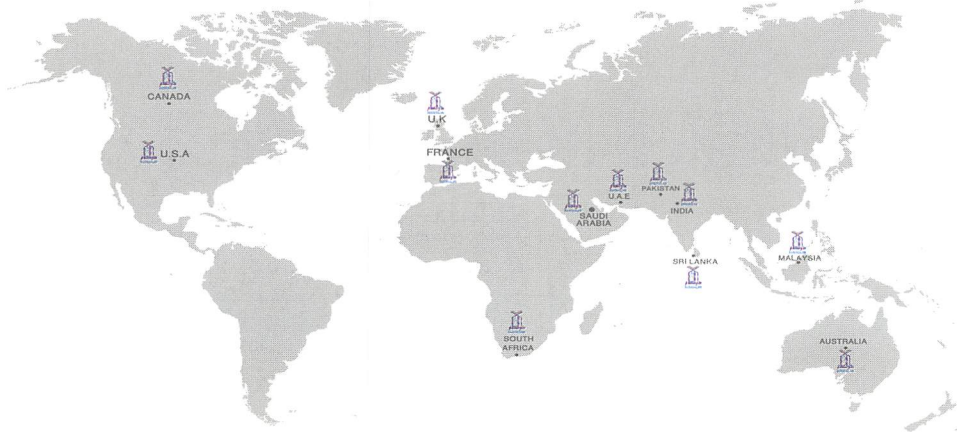 CANADA
U.S.A
U.K
FRANCE
U.A.E
PAKISTAN
INDIA
SAUDI
ARABIA
SRI LANKA
MALAYSIA
SOUTH
AFRICA
AUSTRALIA